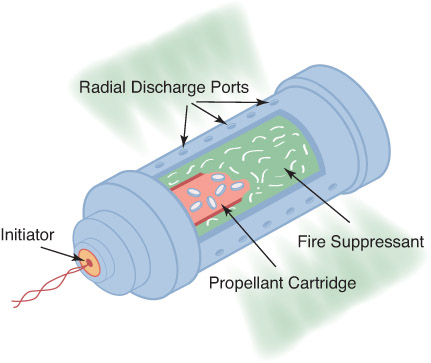 Radial Discharge Ports
Initiator
Fire Suppressant
Propellant Cartridge